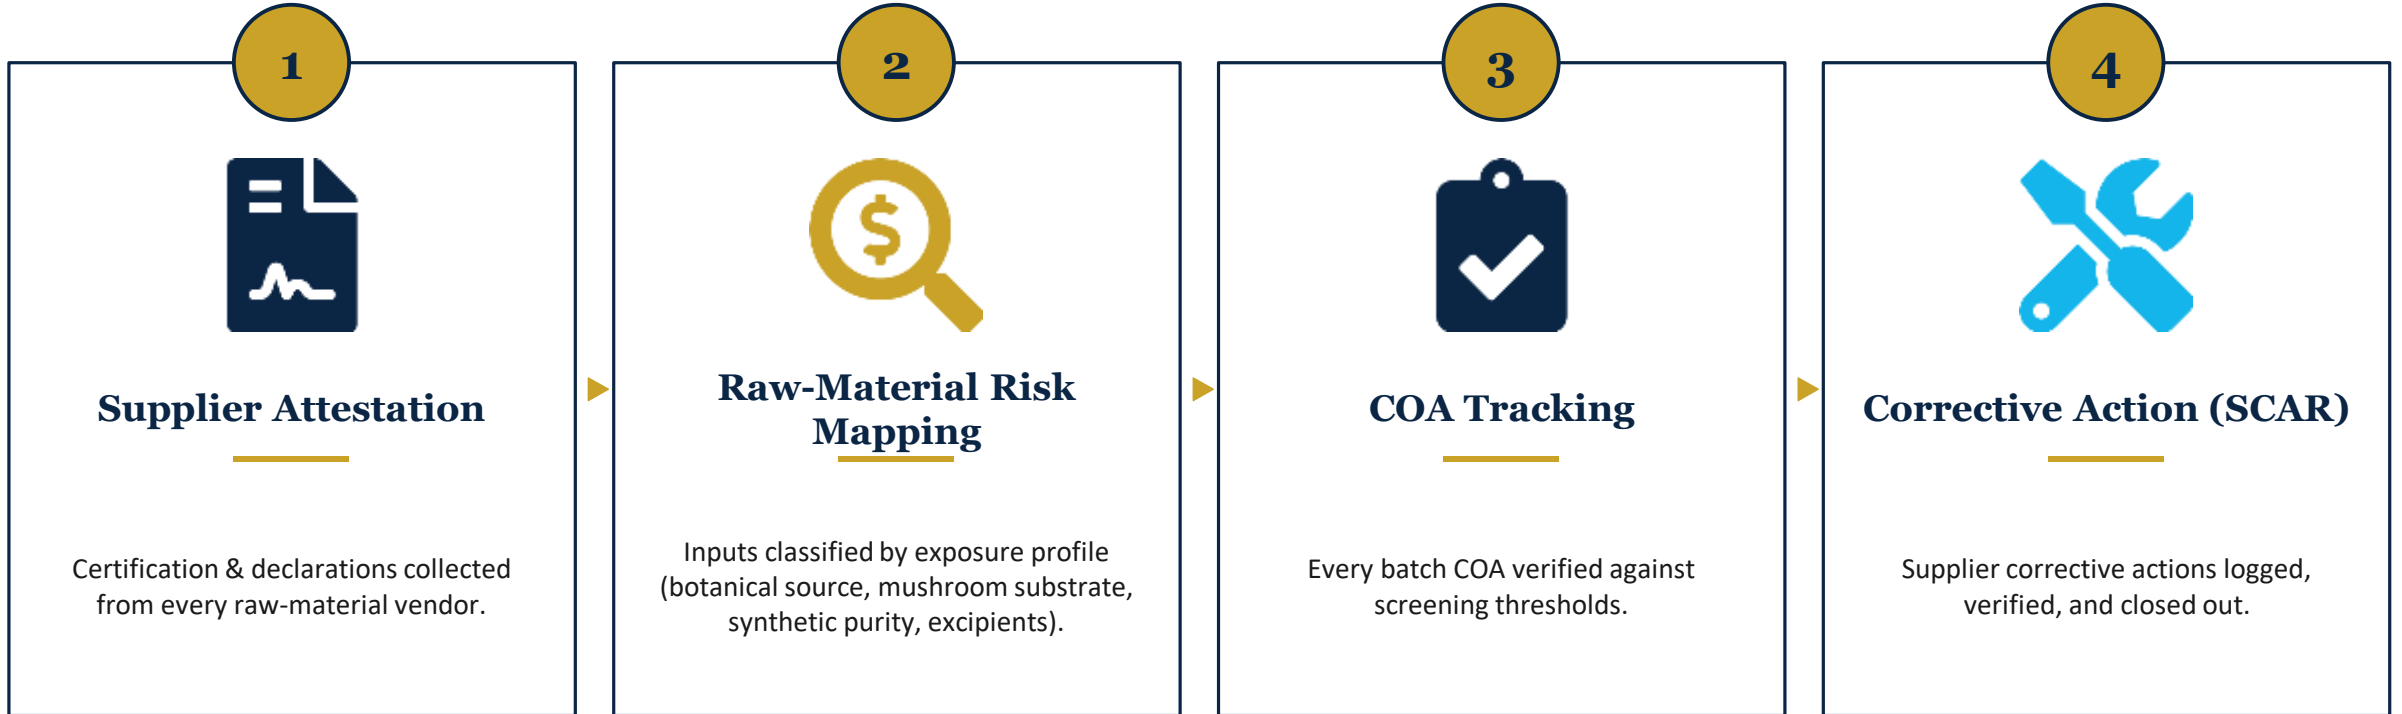 1
Supplier Attestation
Certification & declarations collected
from every raw-material vendor.
2
$
Raw-Material Risk
Mapping
Inputs classified by exposure profile
(botanical source, mushroom substrate,
synthetic purity, excipients).
3
COA Tracking
Every batch COA verified against
screening thresholds.
4
Corrective Action (SCAR)
Supplier corrective actions logged,
verified, and closed out.